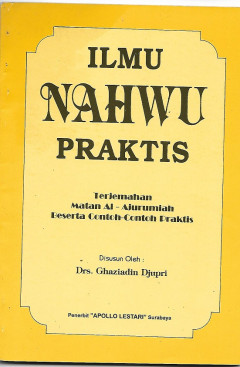 ILMU
NAHWU
PRAKTIS
Terjemahan
Matan Al - Ajurumiah
Beserta Contoh-Contoh Praktis
Disusun Oleh :
Drs. Ghaziadin Djupri
Penerbit "APOLLO LESTARI" Surabaya